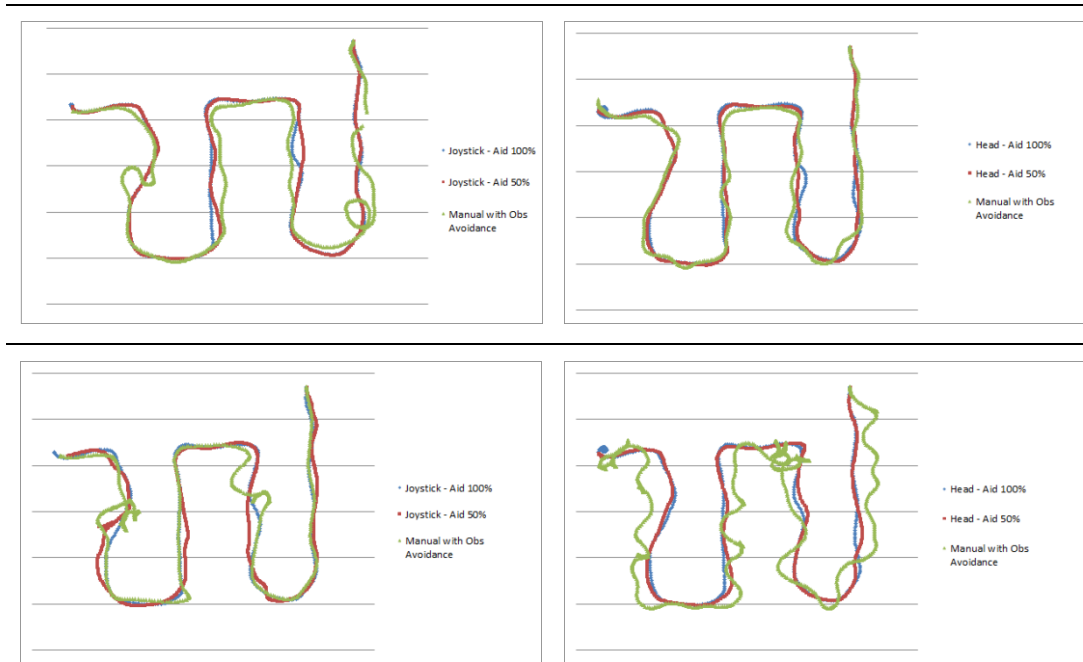 Joystick - Aid 100%
Joystick - Aid 50%
Manual with Obs
Avoidance
Head - Aid 100%
Head - Aid 50%
Manual with Obs
Avoidance
Joystick - Aid 100%
Joystick - Aid 50%
Manual with Obs
Avoidance
Head - Aid 100%
Head - Aid 50%
Manual with Obs
Avoidance